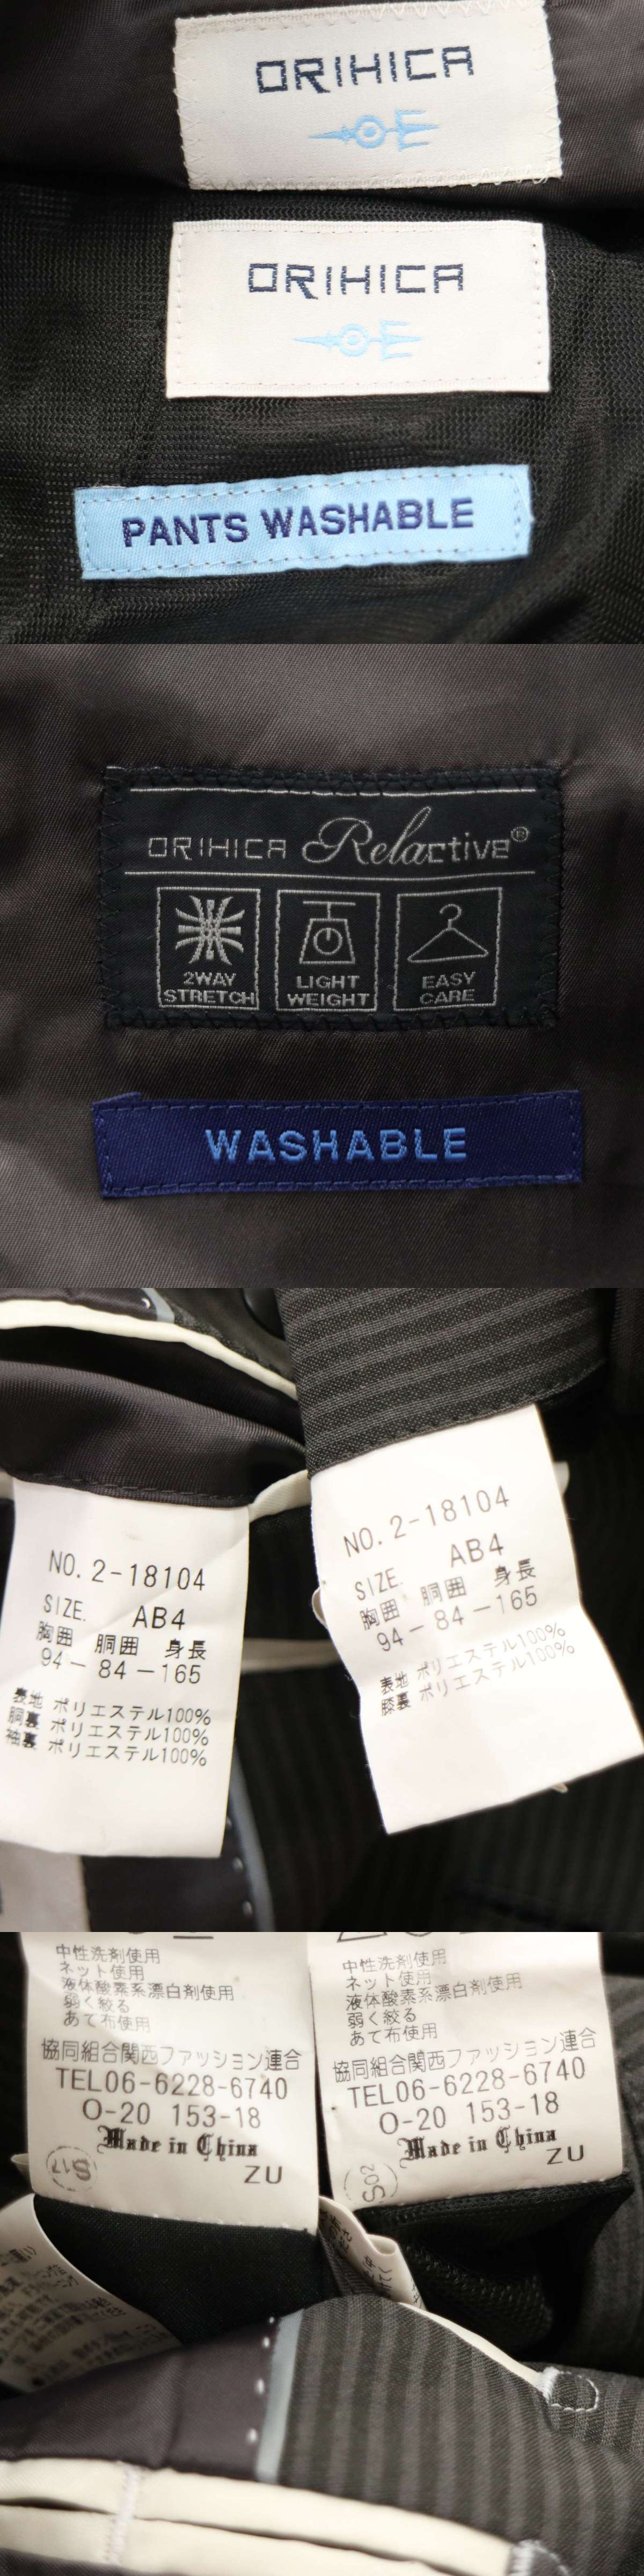 ORIHICA
ORIHICA
PANTS WASHABLE
ORIHICA Relactive®
2WAY STRETCH
LIGHT WEIGHT
EASY CARE
WASHABLE
NO.2-18104
SIZE. AB4
胸囲 胴囲 身長
94-84-165
表地 ポリエステル100%
胴裏 ポリエステル100%
袖裏 ポリエステル100%
NO.2-18104
SIZE. AB4
胸囲 胴囲 身長
94-84-165
表地 ポリエステル100%
膝裏 ポリエステル100%
中性洗剤使用
ネット使用
液体酸素系漂白剤使用
弱く絞る
あて布使用
協同組合関西ファッション連合
TEL06-6228-6740
O-20 153-18
Made in China
ZU
S17
中性洗剤使用
ネット使用
液体酸素系漂白剤使用
弱く絞る
あて布使用
協同組合関西ファッション連合
TEL06-6228-6740
O-20 153-18
Made in China
ZU
S02